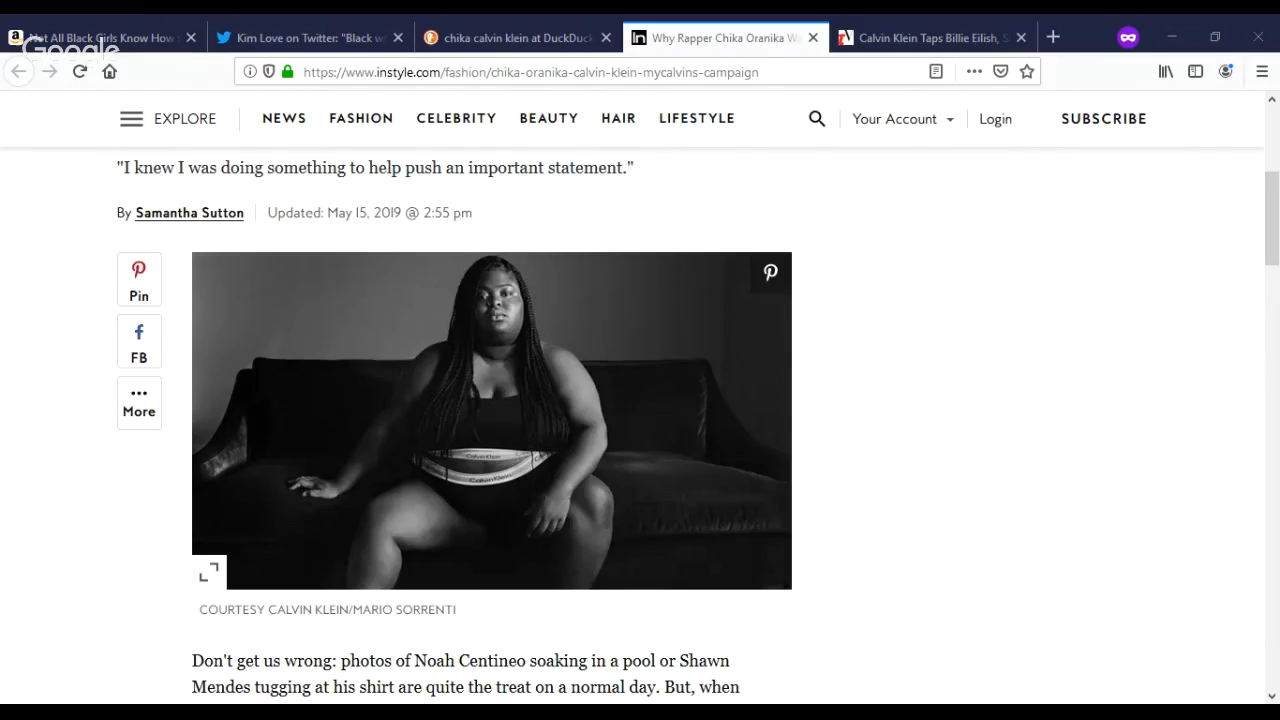 Not All Black Girls Know How
Kim Love on Twitter: "Black w
chika calvin klein at DuckDuck
Why Rapper Chika Oranika Wa
Calvin Klein Taps Billie Eilish, S
Google
https://www.instyle.com/fashion/chika-oranika-calvin-klein-mycalvins-campaign
EXPLORE
NEWS FASHION CELEBRITY BEAUTY HAIR LIFESTYLE
Your Account Login SUBSCRIBE
"I knew I was doing something to help push an important statement."
By Samantha Sutton Updated: May 15, 2019 @ 2:55 pm
Pin
FB
More
Calvin Klein
Calvin Klein
COURTESY CALVIN KLEIN/MARIO SORRENTI
Don't get us wrong: photos of Noah Centineo soaking in a pool or Shawn
Mendes tugging at his shirt are quite the treat on a normal day. But, when